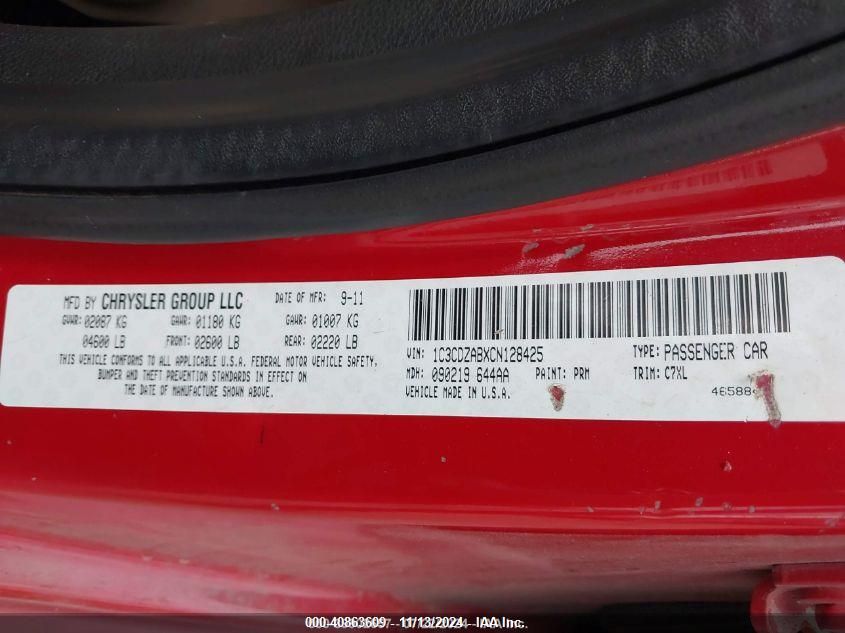 MFD BY CHRYSLER GROUP LLC DATE OF MFR: 9-11
GVWR: 02087 KG GAWR: 01180 KG GAWR: 01007 KG
04600 LB FRONT: 02600 LB REAR: 02220 LB
THIS VEHICLE CONFORMS TO ALL APPLICABLE U.S.A. FEDERAL MOTOR VEHICLE SAFETY,
BUMPER AND THEFT PREVENTION STANDARDS IN EFFECT ON
THE DATE OF MANUFACTURE SHOWN ABOVE.
VIN: 1C3CDZABXCN128425 TYPE: PASSENGER CAR
MDH: 090219 644AA PAINT: PRM TRIM: C7XL
VEHICLE MADE IN U.S.A. 46588
000-40863609 11/13/2024 IAA Inc.